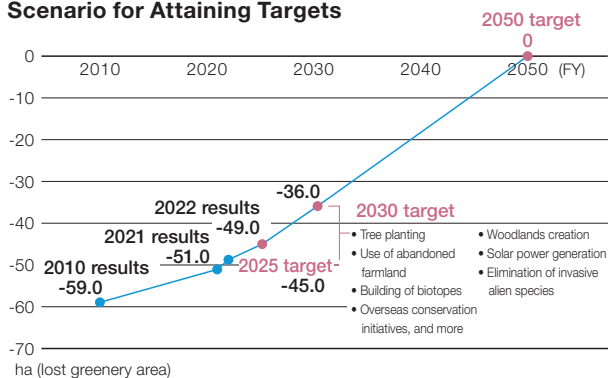 Scenario for Attaining Targets
2050 target
0
0
2010
2020
2030
2040
2050
(FY)
-10
-20
-30
-36.0
2030 target
2022 results
-49.0
-40
2021 results
-51.0
2025 target
-45.0
-50
2010 results
-59.0
-60
-70
ha (lost greenery area)
• Tree planting
• Use of abandoned
farmland
• Building of biotopes
• Overseas conservation
initiatives, and more
• Woodlands creation
• Solar power generation
• Elimination of invasive
alien species